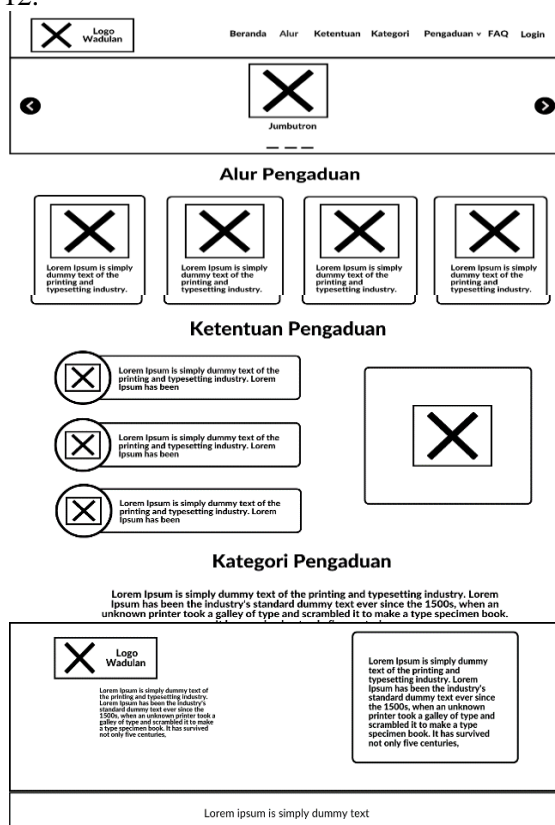 12.
Logo
Wadulan
Beranda Alur Ketentuan Kategori Pengaduan FAQ Login
Jumbutron
Alur Pengaduan
Lorem Ipsum is simply
dummy text of the
printing and
typesetting industry.
Lorem Ipsum is simply
dummy text of the
printing and
typesetting industry.
Lorem Ipsum is simply
dummy text of the
printing and
typesetting industry.
Lorem Ipsum is simply
dummy text of the
printing and
typesetting industry.
Ketentuan Pengaduan
Lorem Ipsum is simply dummy text of the
printing and typesetting industry. Lorem
Ipsum has been
Lorem Ipsum is simply dummy text of the
printing and typesetting industry. Lorem
Ipsum has been
Lorem Ipsum is simply dummy text of the
printing and typesetting industry. Lorem
Ipsum has been
Kategori Pengaduan
Lorem Ipsum is simply dummy text of the printing and typesetting industry. Lorem
Ipsum has been the industry's standard dummy text ever since the 1500s, when an
unknown printer took a galley of type and scrambled it to make a type specimen book.
Logo
Wadulan
Lorem Ipsum is simply dummy text of
the printing and typesetting industry.
Lorem Ipsum has been the industry's
standard dummy text ever since the
1500s, when an unknown printer took a
galley of type and scrambled it to make
a type specimen book. It has survived
not only five centuries,
Lorem Ipsum is simply dummy
text of the printing and
typesetting industry. Lorem
Ipsum has been the industry's
standard dummy text ever
since the 1500s, when an
unknown printer took a galley
of type and scrambled it to
make a type specimen
book. It has survived
not only five centuries,
Lorem ipsum is simply dummy text